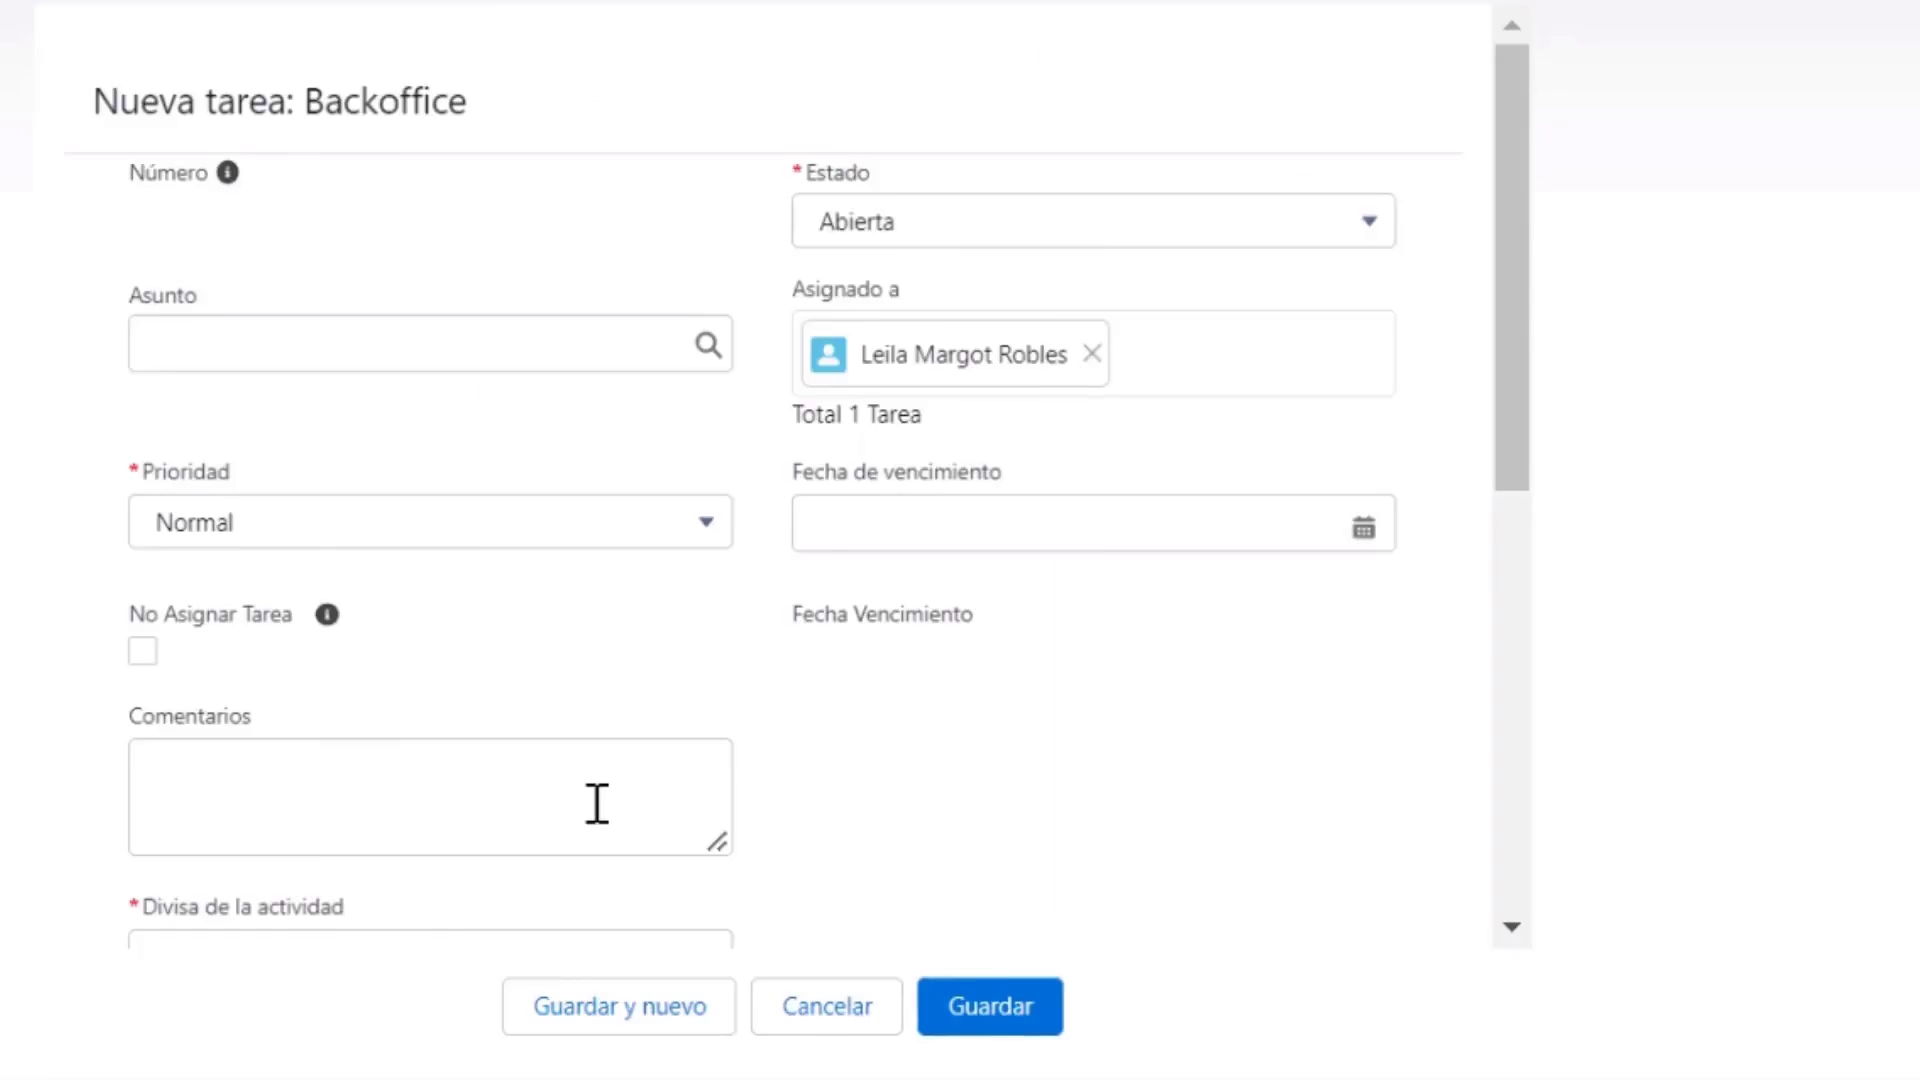 Nueva tarea: Backoffice
Número
* Estado
Abierta
Asunto
Asignado a
Leila Margot Robles
Total 1 Tarea
* Prioridad
Normal
Fecha de vencimiento
No Asignar Tarea
Fecha Vencimiento
Comentarios
* Divisa de la actividad
Guardar y nuevo
Cancelar
Guardar